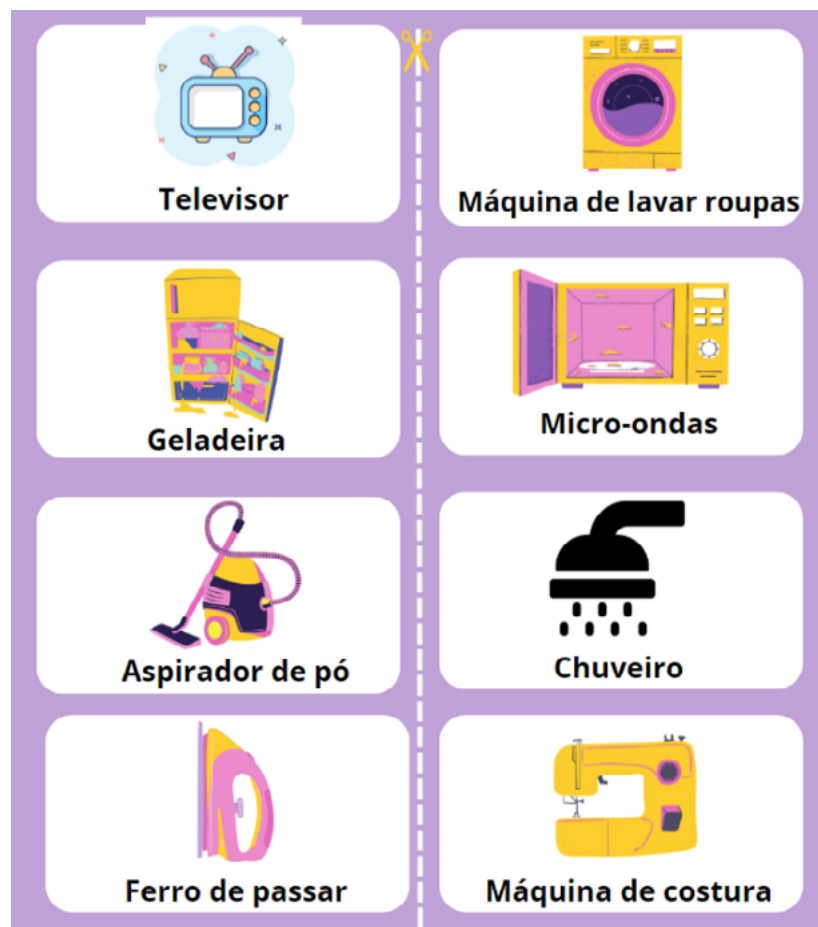 Televisor
Máquina de lavar roupas
Geladeira
Micro-ondas
Aspirador de pó
Chuveiro
Ferro de passar
Máquina de costura